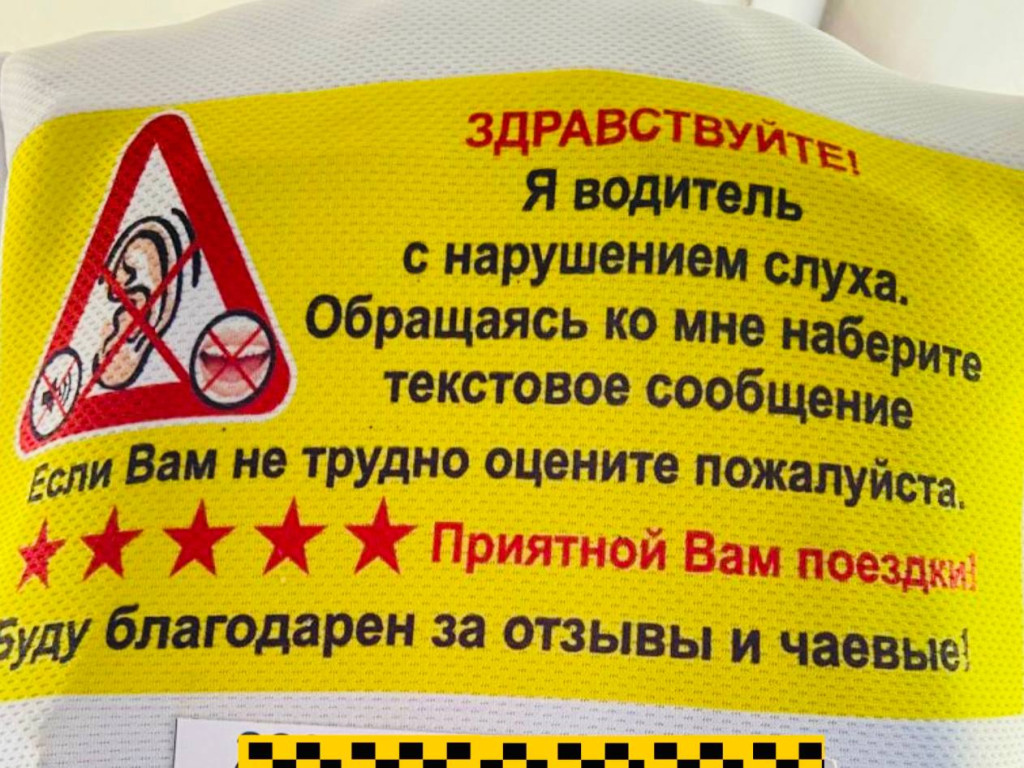 ЗДРАВСТВУЙТЕ!
Я водитель
с нарушением слуха.
Обращаясь ко мне наберите
текстовое сообщение
Если Вам не трудно оцените пожалуйста.
Приятной Вам поездки!
Буду благодарен за отзывы и чаевые!